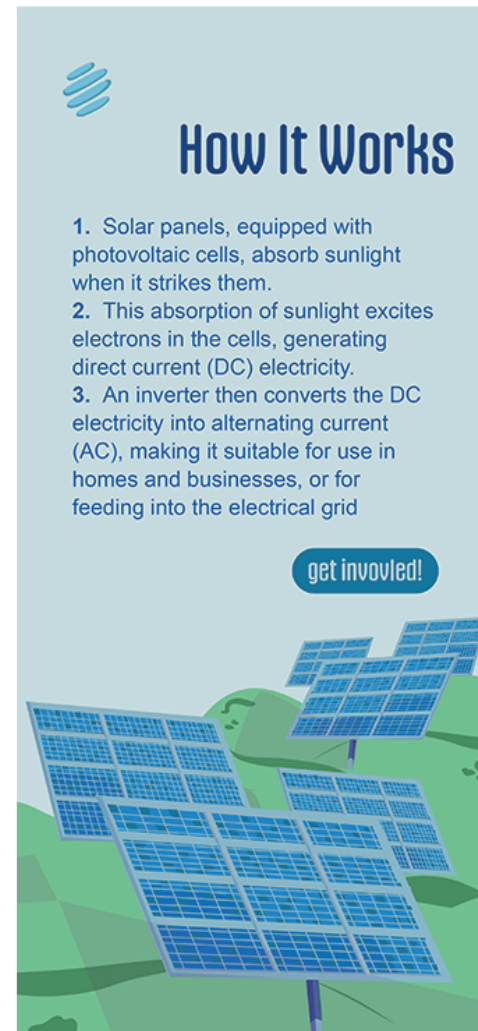 How It Works
1. Solar panels, equipped with
photovoltaic cells, absorb sunlight
when it strikes them.
2. This absorption of sunlight excites
electrons in the cells, generating
direct current (DC) electricity.
3. An inverter then converts the DC
electricity into alternating current
(AC), making it suitable for use in
homes and businesses, or for
feeding into the electrical grid
get invovled!